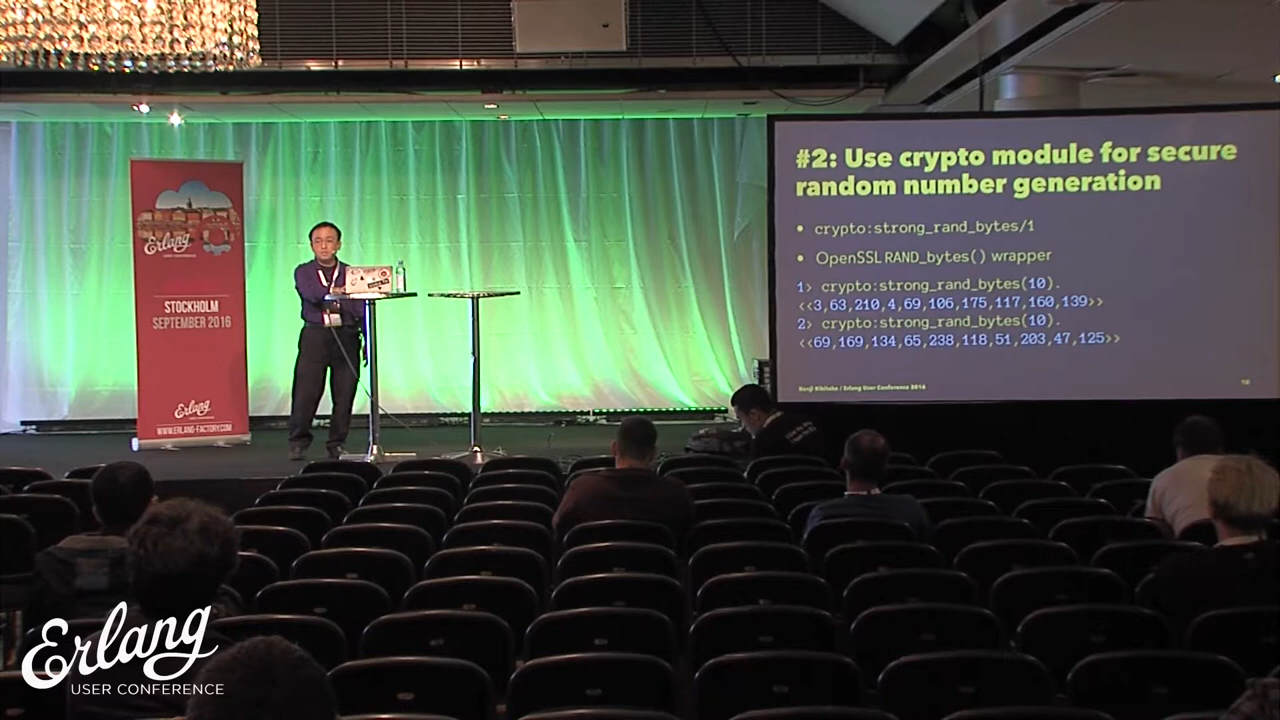 Erlang
USER CONFERENCE
STOCKHOLM
SEPTEMBER 2016
Erlang
WWW.ERLANG-FACTORY.COM
#2: Use crypto module for secure
random number generation
• crypto:strong_rand_bytes/1
• OpenSSL RAND_bytes() wrapper
1> crypto:strong_rand_bytes(10).
<<3,63,210,4,69,106,175,117,160,139>>
2> crypto:strong_rand_bytes(10).
<<69,169,134,65,238,118,51,203,47,125>>
Kenji Rikitake / Erlang User Conference 2016
Erlang
USER CONFERENCE